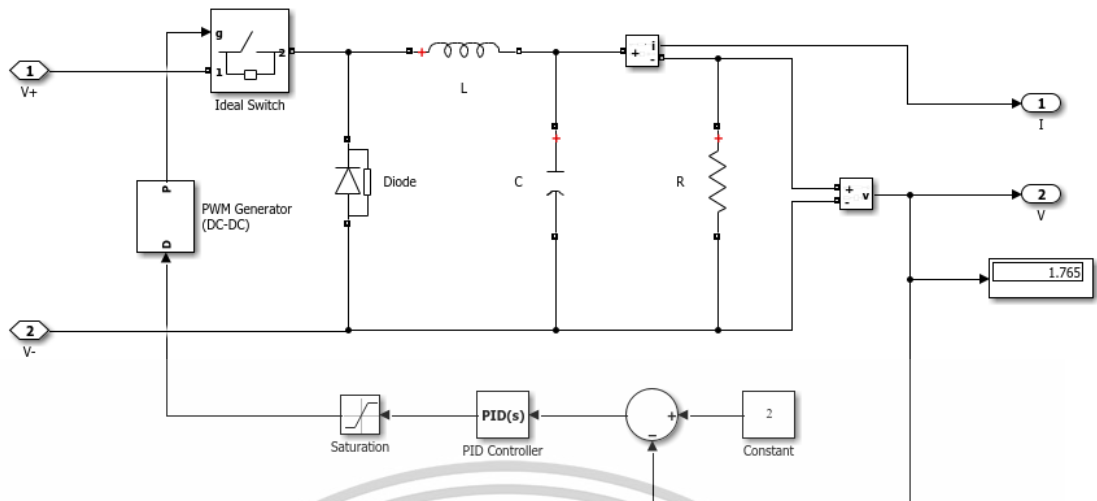 g
2
1
Ideal Switch
1
V+
L
+
i
-
1
I
Diode
C
R
P
D
PWM Generator
(DC-DC)
+
-
v
2
V
1.765
2
V-
Saturation
PID(s)
PID Controller
+
−
2
Constant